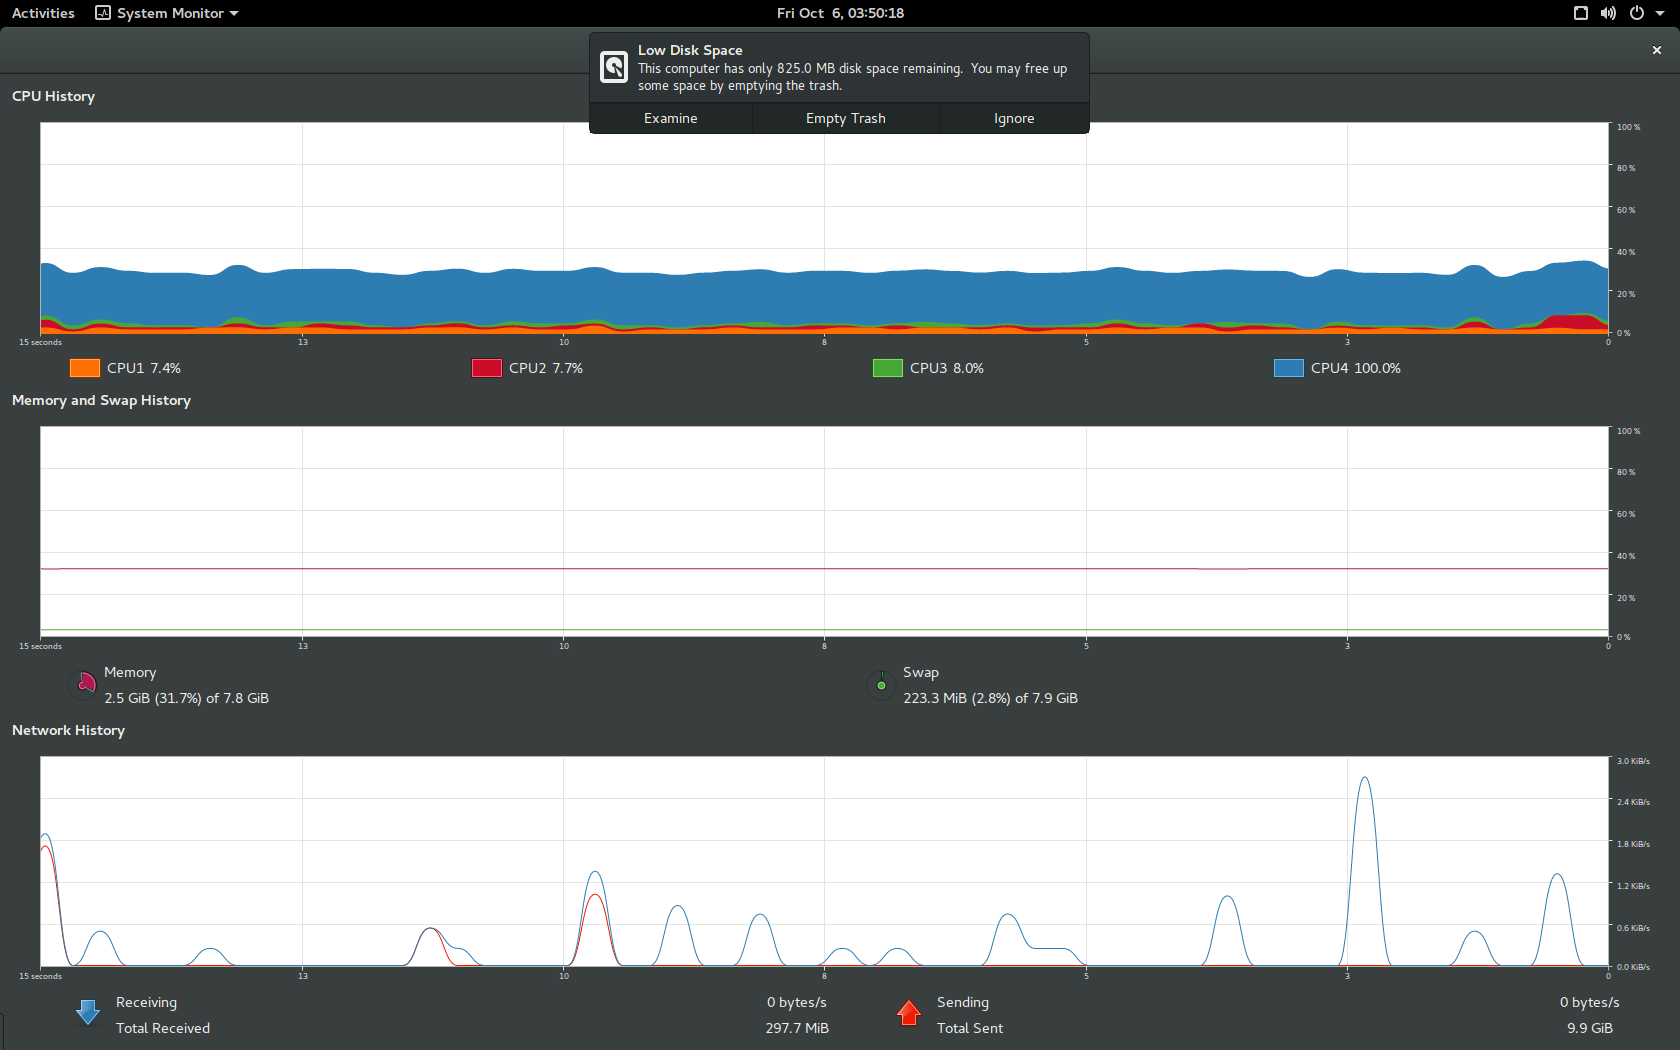 Activities
System Monitor
Fri Oct  6, 03:50:18
Low Disk Space
This computer has only 825.0 MB disk space remaining.  You may free up
some space by emptying the trash.
Examine
Empty Trash
Ignore
CPU History
100 %
80 %
60 %
40 %
20 %
0 %
15 seconds
13
10
8
5
3
0
CPU1 7.4%
CPU2 7.7%
CPU3 8.0%
CPU4 100.0%
Memory and Swap History
100 %
80 %
60 %
40 %
20 %
0 %
15 seconds
13
10
8
5
3
0
Memory
2.5 GiB (31.7%) of 7.8 GiB
Swap
223.3 MiB (2.8%) of 7.9 GiB
Network History
3.0 KiB/s
2.4 KiB/s
1.8 KiB/s
1.2 KiB/s
0.6 KiB/s
0.0 KiB/s
15 seconds
13
10
8
5
3
0
Receiving
0 bytes/s
Total Received
297.7 MiB
Sending
0 bytes/s
Total Sent
9.9 GiB